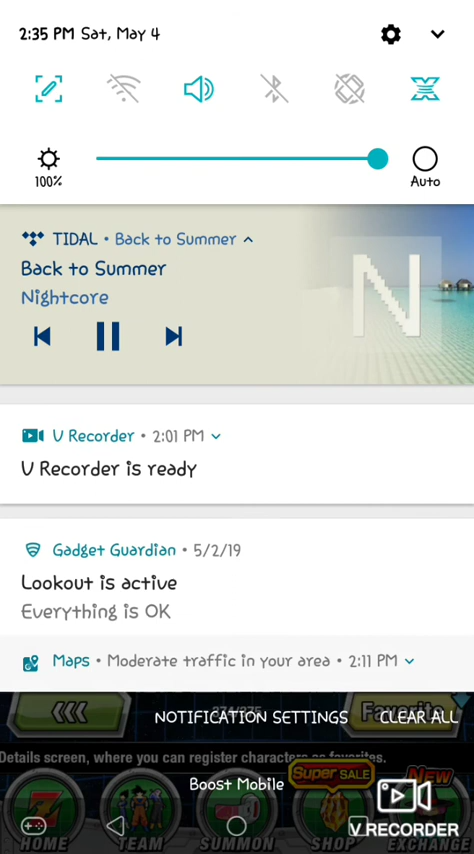 2:35 PM Sat, May 4
100%
Auto
TIDAL • Back to Summer
Back to Summer
Nightcore
N
V Recorder • 2:01 PM
V Recorder is ready
Gadget Guardian • 5/2/19
Lookout is active
Everything is OK
Maps • Moderate traffic in your area • 2:11 PM
Favorite
NOTIFICATION SETTINGS
CLEAR ALL
Details screen, where you can register characters as favorites.
Boost Mobile
Super SALE
New
HOME
TEAM
SUMMON
SHOP
EXCHANGE
V RECORDER